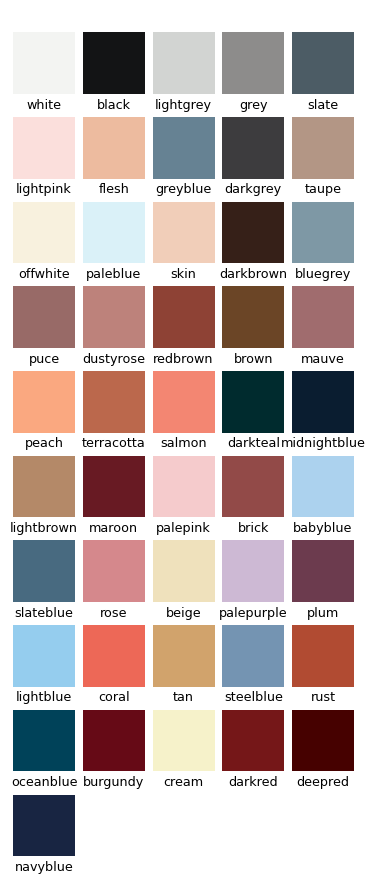 white black lightgrey grey slate
lightpink flesh greyblue darkgrey taupe
offwhite paleblue skin darkbrown bluegrey
puce dustyrose redbrown brown mauve
peach terracotta salmon darkteal midnightblue
lightbrown maroon palepink brick babyblue
slateblue rose beige palepurple plum
lightblue coral tan steelblue rust
oceanblue burgundy cream darkred deepred
navyblue